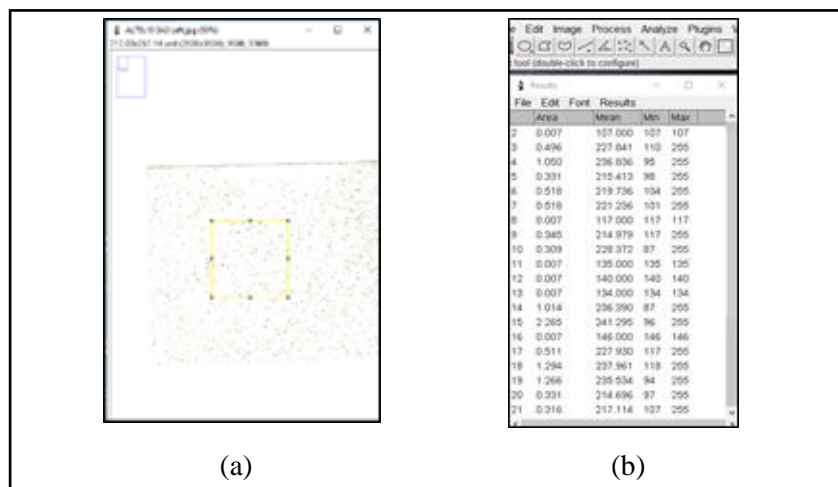 Edit Image Process Analyze Plugins
tool (double-click to configure)
Results
File Edit Font Results
Area Mean Min Max
2 0.007 107.000 107 107
3 0.496 227.841 110 255
4 1.050 236.836 95 255
5 0.331 215.413 98 255
6 0.518 219.736 104 255
7 0.518 221.236 101 255
8 0.007 117.000 117 117
9 0.345 214.979 117 255
10 0.309 228.372 87 255
11 0.007 135.000 135 135
12 0.007 140.000 140 140
13 0.007 134.000 134 134
14 1.014 236.390 87 255
15 2.265 241.295 96 255
16 0.007 146.000 146 146
17 0.511 227.930 117 255
18 1.294 237.961 118 255
19 1.266 235.534 94 255
20 0.331 214.696 97 255
21 0.316 217.114 107 255
(a)
(b)